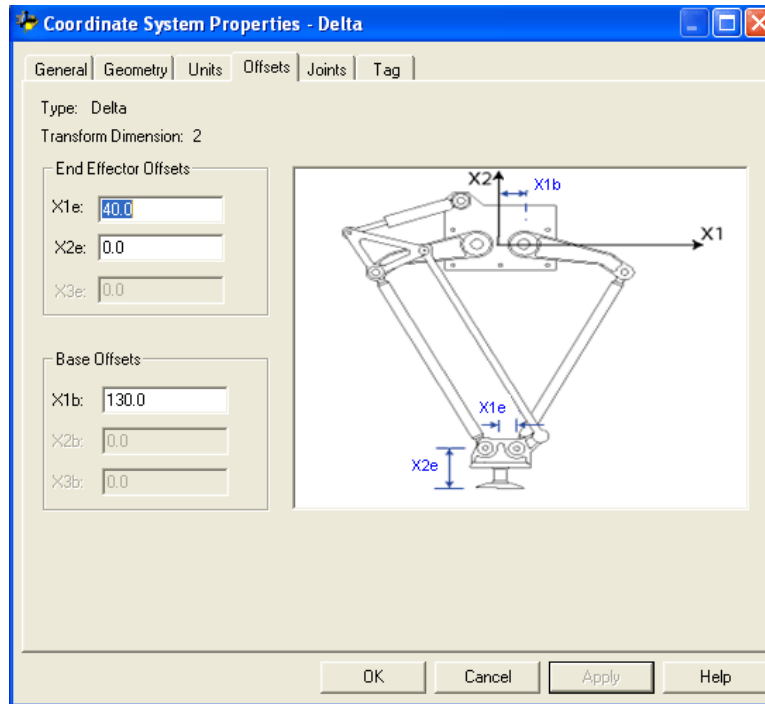 Coordinate System Properties - Delta
General Geometry Units Offsets Joints Tag
Type: Delta
Transform Dimension: 2
End Effector Offsets
X1e: 40.0
X2e: 0.0
X3e: 0.0
Base Offsets
X1b: 130.0
X2b: 0.0
X3b: 0.0
X2
X1b
X1
X1e
X2e
OK Cancel Apply Help